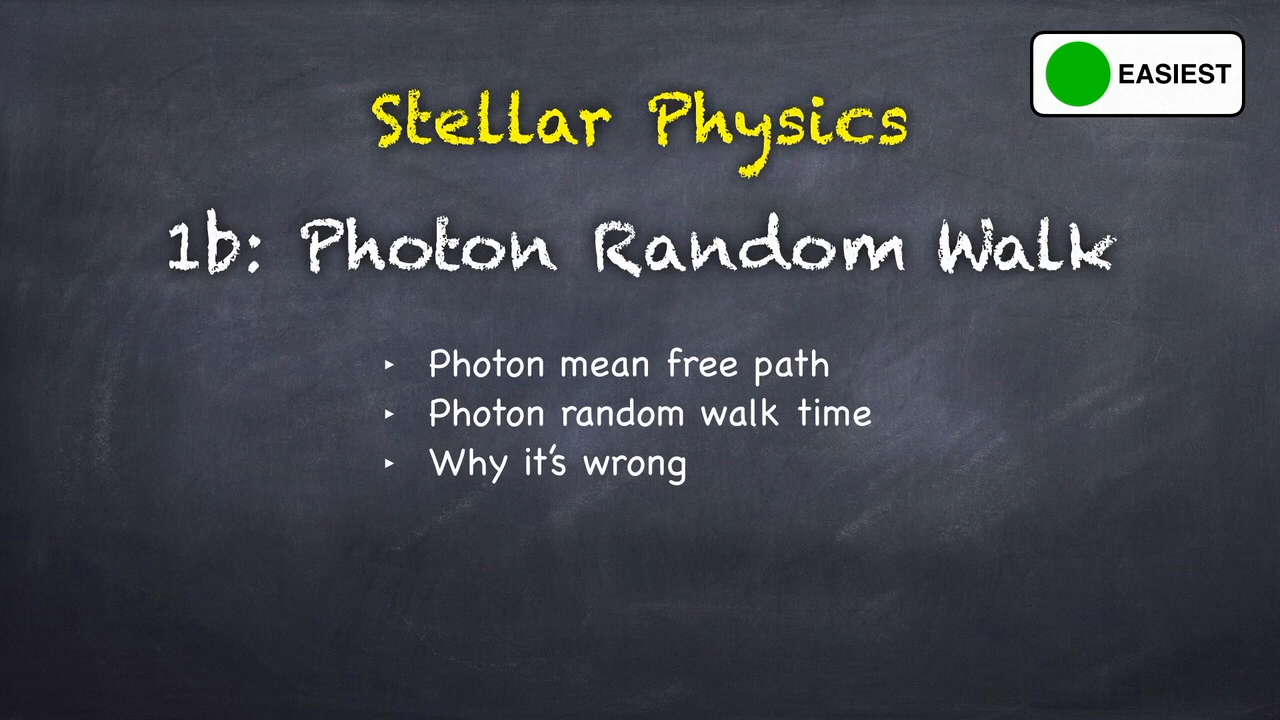 EASIEST
Stellar Physics
1b: Photon Random Walk
‣ Photon mean free path
‣ Photon random walk time
‣ Why it's wrong